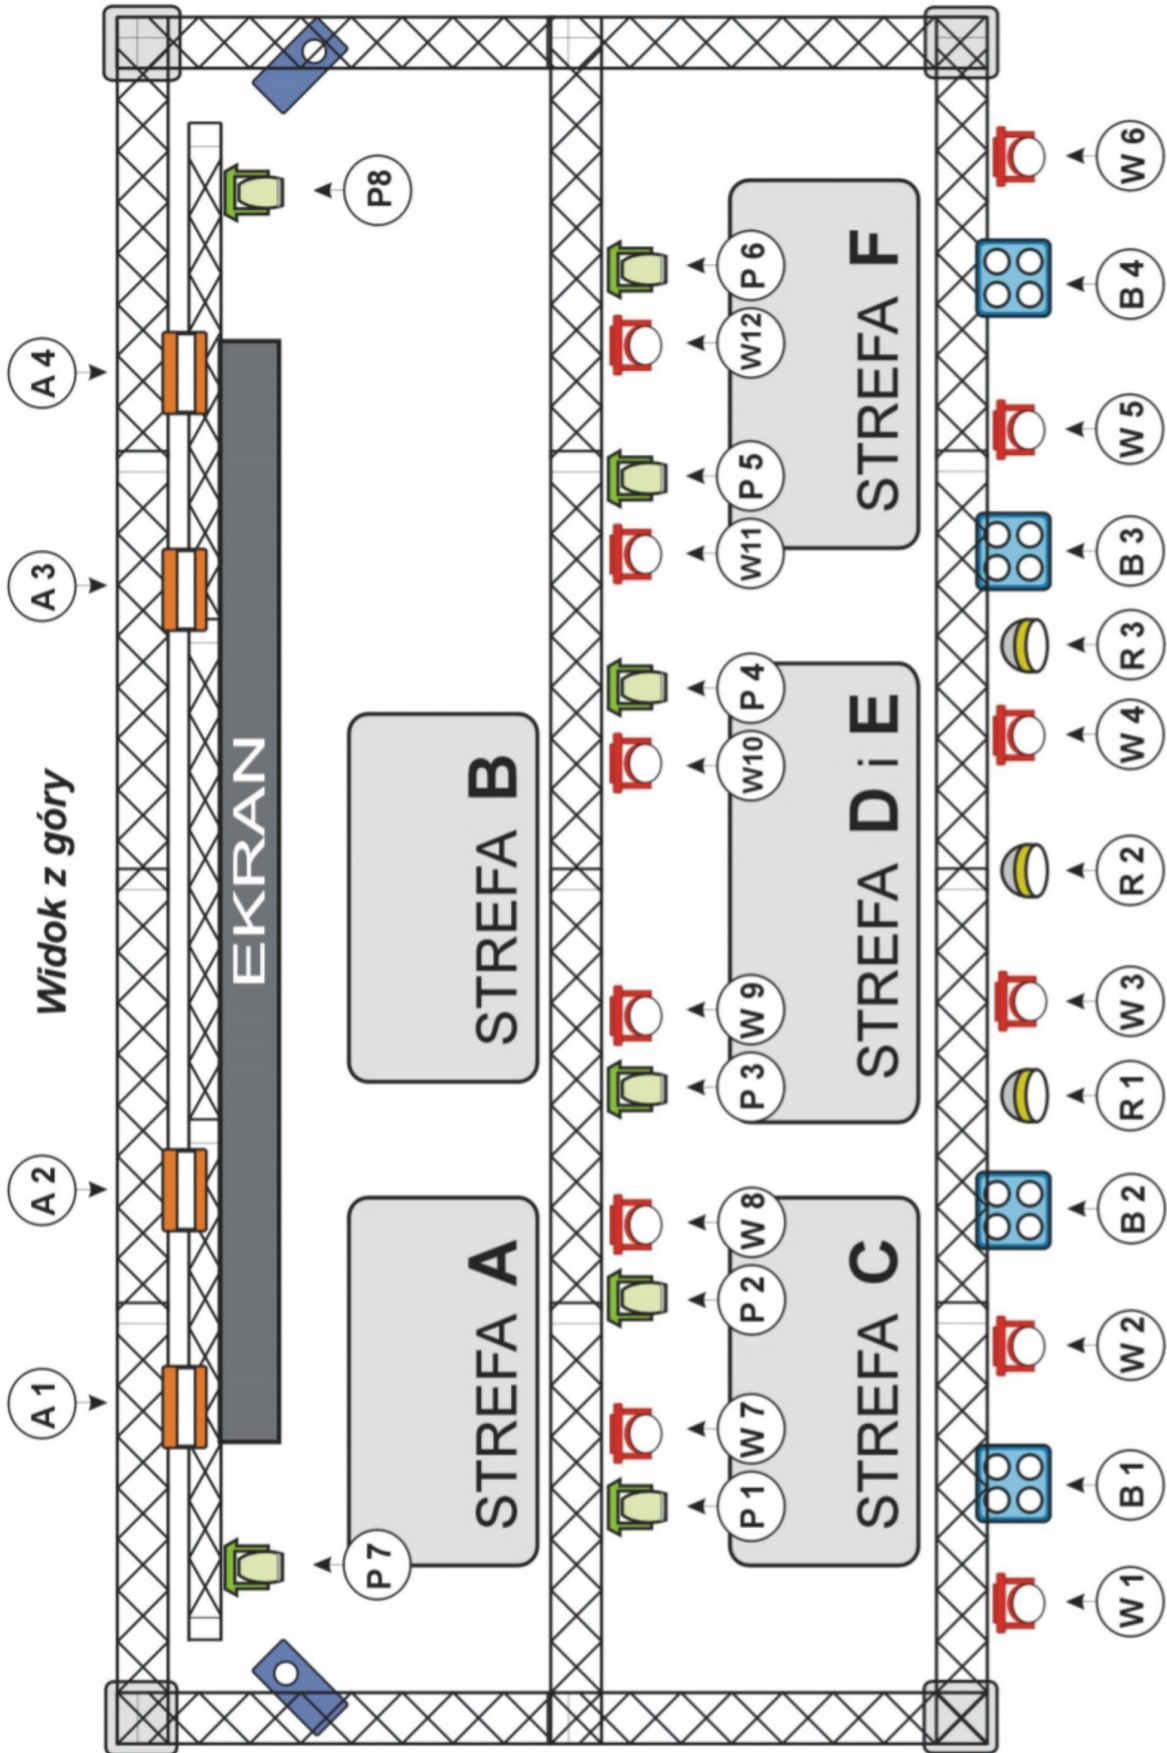 Widok z góry
A 1
A 2
A 3
A 4
EKRAN
P 7
P8
STREFA A
STREFA B
P 1
W 7
P 2
W 8
P 3
W 9
W10
P 4
W11
P 5
W12
P 6
STREFA C
STREFA D i E
STREFA F
W 1
B 1
W 2
B 2
R 1
W 3
R 2
W 4
R 3
B 3
W 5
B 4
W 6